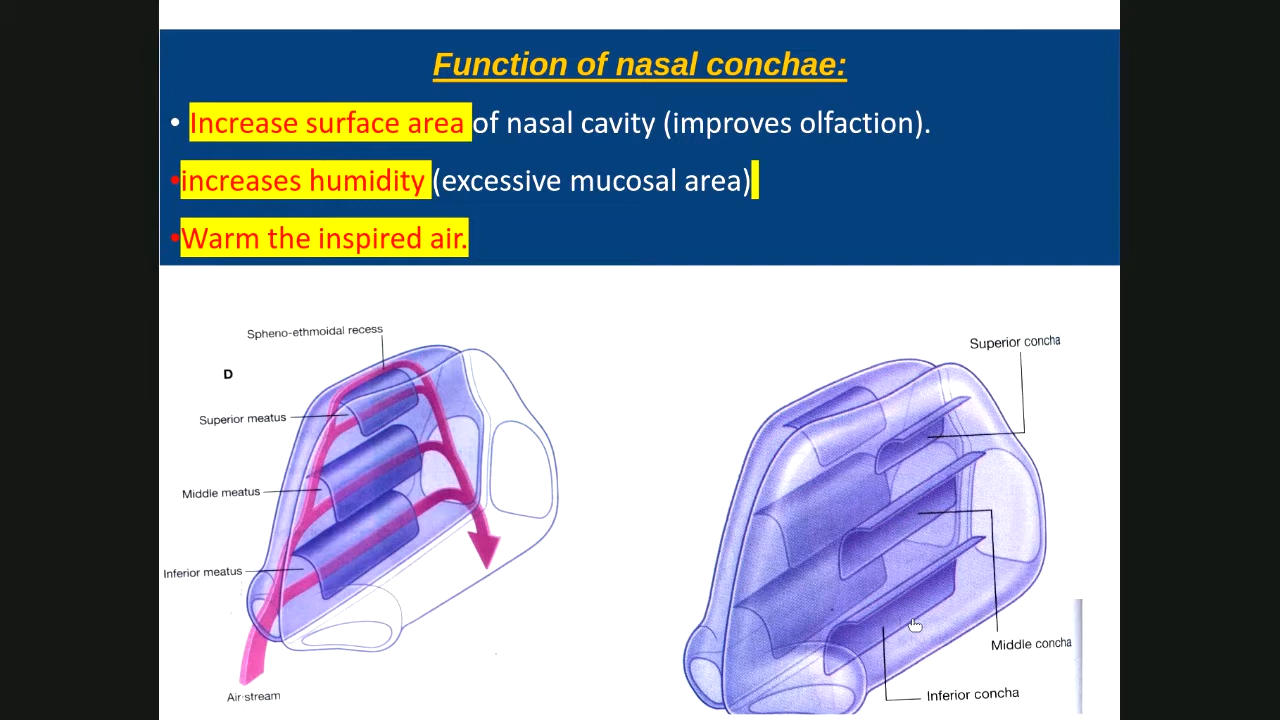 Function of nasal conchae:
• Increase surface area of nasal cavity (improves olfaction).
•increases humidity (excessive mucosal area)
•Warm the inspired air.
Spheno-ethmoidal recess
D
Superior meatus
Middle meatus
Inferior meatus
Air-stream
Superior concha
Middle concha
Inferior concha